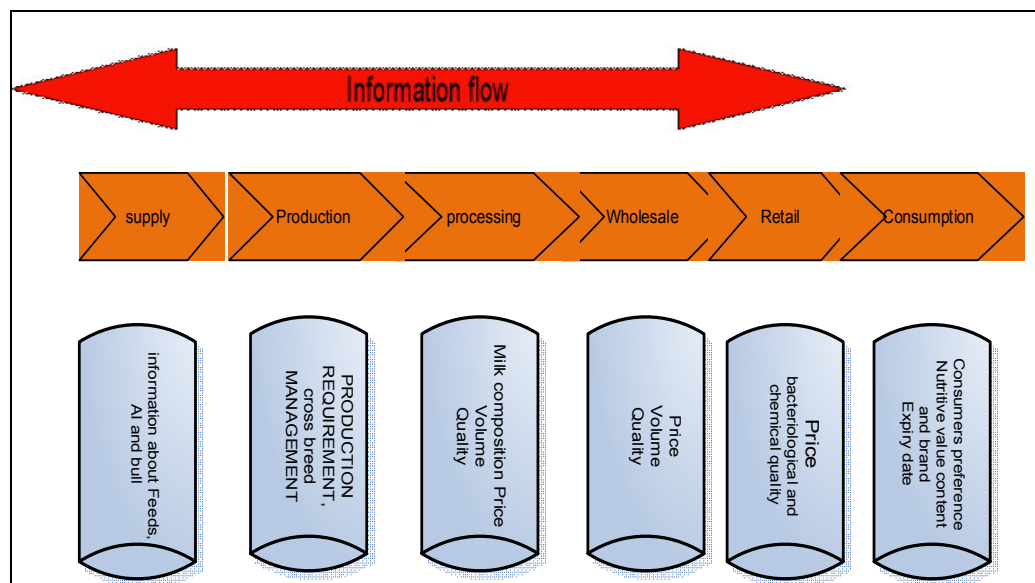 Information flow
supply
Production
processing
Wholesale
Retail
Consumption
information about Feeds,
AI and bull
PRODUCTION
REQUIREMENT,
cross breed
MANAGEMENT
Milk composition Price
Volume
Quality
Price
Volume
Quality
Price
bacteriological and
chemical quality
Consumers preference
Nutritive value content
and brand
Expiry date